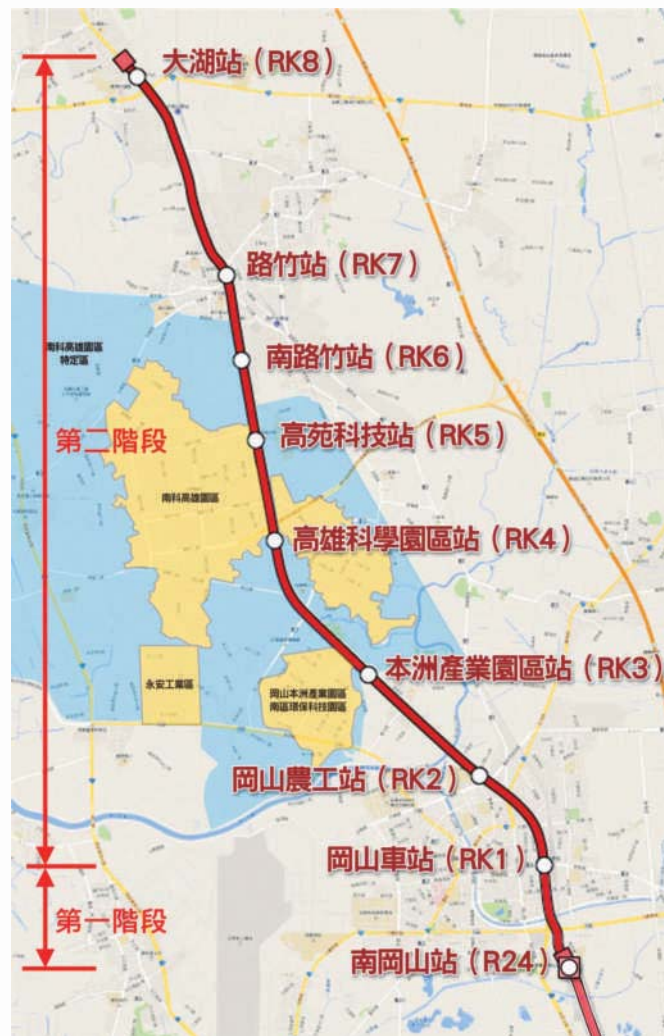 大湖站（RK8）
路竹站（RK7）
南科高雄園區
特定區
南路竹站（RK6）
第二階段
高苑科技站（RK5）
南科高雄園區
高雄科學園區站（RK4）
永安工業區
岡山本洲產業園區
南區環保科技園區
本洲產業園區站（RK3）
岡山農工站（RK2）
岡山車站（RK1）
第一階段
南岡山站（R24）